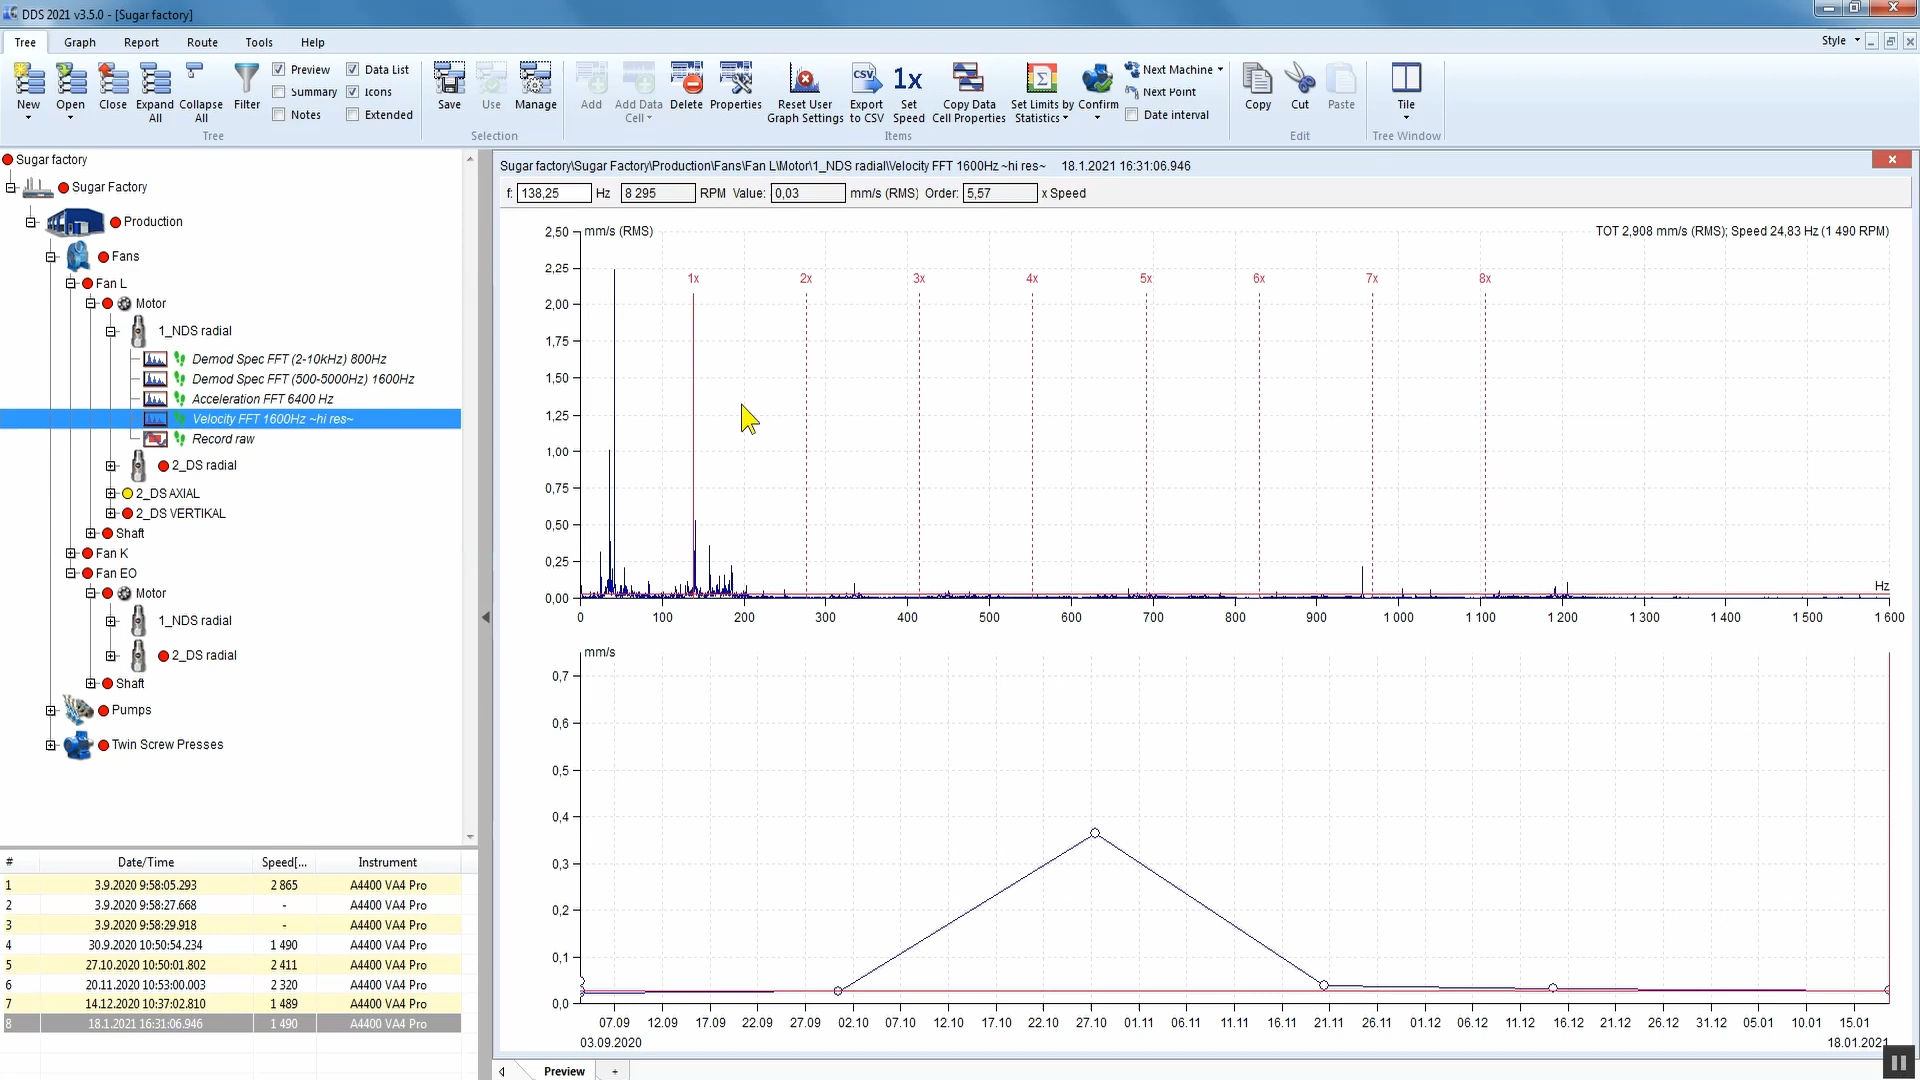 DDS 2021 v3.5.0 - [Sugar factory]
Tree Graph Report Route Tools Help Style
New Open Close Expand All Collapse All Filter
Preview Data List
Summary Icons
Notes Extended
Tree
Save Use Manage
Selection
Add Add Data Cell Delete Properties Reset User Graph Settings Export to CSV Set Speed Copy Data Cell Properties Set Limits by Statistics Confirm
CSV 1x
Next Machine
Next Point
Date interval
Items
Copy Cut Paste
Edit
Tile
Tree Window
Sugar factory
Sugar Factory
Production
Fans
Fan L
Motor
1_NDS radial
Demod Spec FFT (2-10kHz) 800Hz
Demod Spec FFT (500-5000Hz) 1600Hz
Acceleration FFT 6400 Hz
Velocity FFT 1600Hz ~hi res~
Record raw
2_DS radial
2_DS AXIAL
2_DS VERTIKAL
Shaft
Fan K
Fan EO
Motor
1_NDS radial
2_DS radial
Shaft
Pumps
Twin Screw Presses
# Date/Time Speed[... Instrument
1 3.9.2020 9:58:05.293 2 865 A4400 VA4 Pro
2 3.9.2020 9:58:27.668 - A4400 VA4 Pro
3 3.9.2020 9:58:29.918 - A4400 VA4 Pro
4 30.9.2020 10:50:54.234 1 490 A4400 VA4 Pro
5 27.10.2020 10:50:01.802 2 411 A4400 VA4 Pro
6 20.11.2020 10:53:00.003 2 320 A4400 VA4 Pro
7 14.12.2020 10:37:02.810 1 489 A4400 VA4 Pro
8 18.1.2021 16:31:06.946 1 490 A4400 VA4 Pro
Sugar factory\Sugar Factory\Production\Fans\Fan L\Motor\1_NDS radial\Velocity FFT 1600Hz ~hi res~ 18.1.2021 16:31:06.946
f: 138,25 Hz 8 295 RPM Value: 0,03 mm/s (RMS) Order: 5,57 x Speed
mm/s (RMS)
TOT 2,908 mm/s (RMS); Speed 24,83 Hz (1 490 RPM)
1x 2x 3x 4x 5x 6x 7x 8x
2,50
2,25
2,00
1,75
1,50
1,25
1,00
0,75
0,50
0,25
0,00
Hz
0 100 200 300 400 500 600 700 800 900 1 000 1 100 1 200 1 300 1 400 1 500 1 600
mm/s
0,7
0,6
0,5
0,4
0,3
0,2
0,1
0,0
07.09 12.09 17.09 22.09 27.09 02.10 07.10 12.10 17.10 22.10 27.10 01.11 06.11 11.11 16.11 21.11 26.11 01.12 06.12 11.12 16.12 21.12 26.12 31.12 05.01 10.01 15.01
03.09.2020 18.01.2021
Preview +